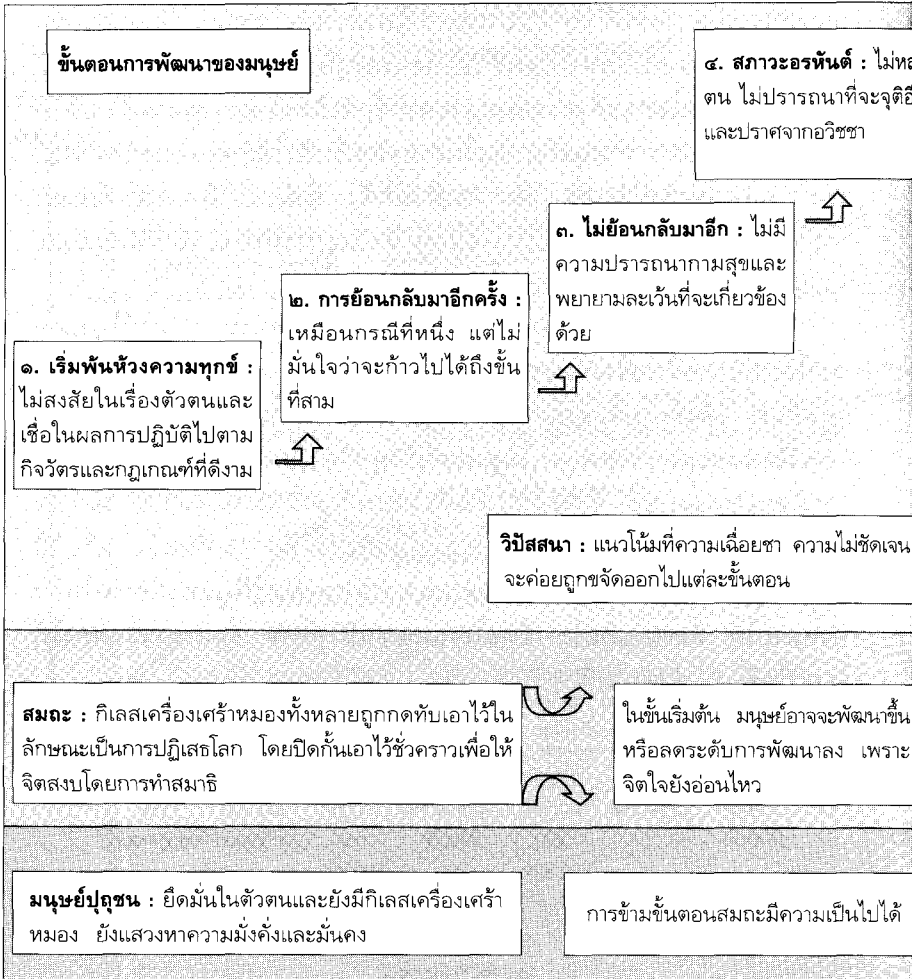 ขั้นตอนการพัฒนาของมนุษย์
๔. สภาวะอรหันต์ : ไม่
ตน ไม่ปรารถนาที่จะจุติ
และปราศจากอวิชชา
๓. ไม่ย้อนกลับมาอีก : ไม่มี
ความปรารถนากามสุขและ
พยายามละเว้นที่จะเกี่ยวข้อง
ด้วย
๒. การย้อนกลับมาอีกครั้ง :
เหมือนกรณีที่หนึ่ง แต่ไม่
มั่นใจว่าจะก้าวไปได้ถึงขั้น
ที่สาม
๑. เริ่มพ้นห้วงความทุกข์ :
ไม่สงสัยในเรื่องตัวตนและ
เชื่อในผลการปฏิบัติไปตาม
กิจวัตรและกฎเกณฑ์ที่ดีงาม
วิปัสสนา : แนวโน้มที่ความเฉื่อยชา ความไม่ชัดเจน
จะค่อยถูกขจัดออกไปแต่ละขั้นตอน
สมถะ : กิเลสเครื่องเศร้าหมองทั้งหลายถูกกดทับเอาไว้ใน
ลักษณะเป็นการปฏิเสธโลก โดยปิดกั้นเอาไว้ชั่วคราวเพื่อให้
จิตสงบโดยการทำสมาธิ
ในขั้นเริ่มต้น มนุษย์อาจจะพัฒนาขึ้น
หรือลดระดับการพัฒนาลง เพราะ
จิตใจยังอ่อนไหว
มนุษย์ปุถุชน : ยึดมั่นในตัวตนและยังมีกิเลสเครื่องเศร้า
หมอง ยังแสวงหาความมั่งคั่งและมั่นคง
การข้ามขั้นตอนสมถะมีความเป็นไปได้